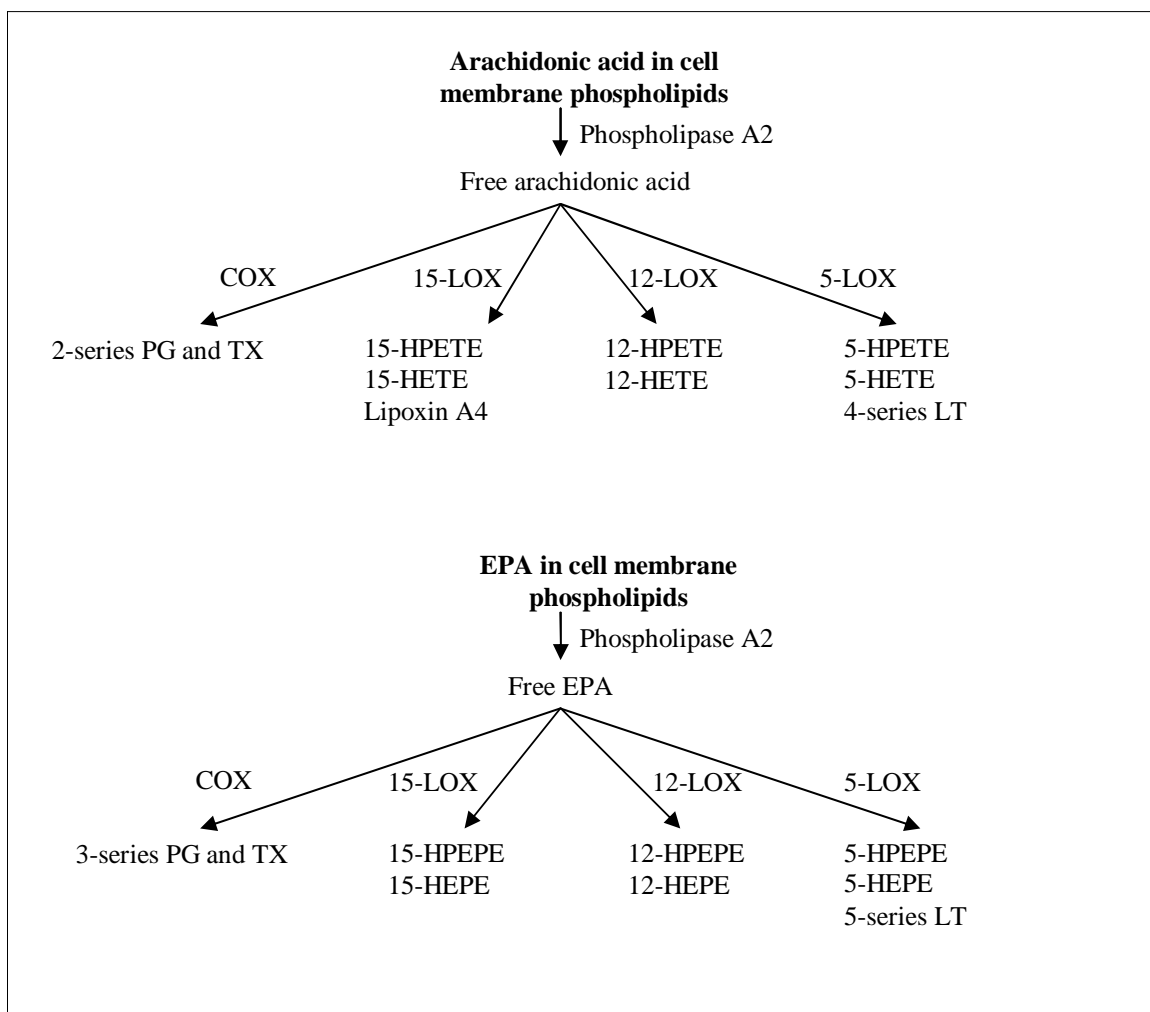 Arachidonic acid in cell
membrane phospholipids
Phospholipase A2
Free arachidonic acid
COX 15-LOX 12-LOX 5-LOX
2-series PG and TX 15-HPETE 12-HPETE 5-HPETE
15-HETE 12-HETE 5-HETE
Lipoxin A4 4-series LT
EPA in cell membrane
phospholipids
Phospholipase A2
Free EPA
COX 15-LOX 12-LOX 5-LOX
3-series PG and TX 15-HPEPE 12-HPEPE 5-HPEPE
15-HEPE 12-HEPE 5-HEPE
5-series LT